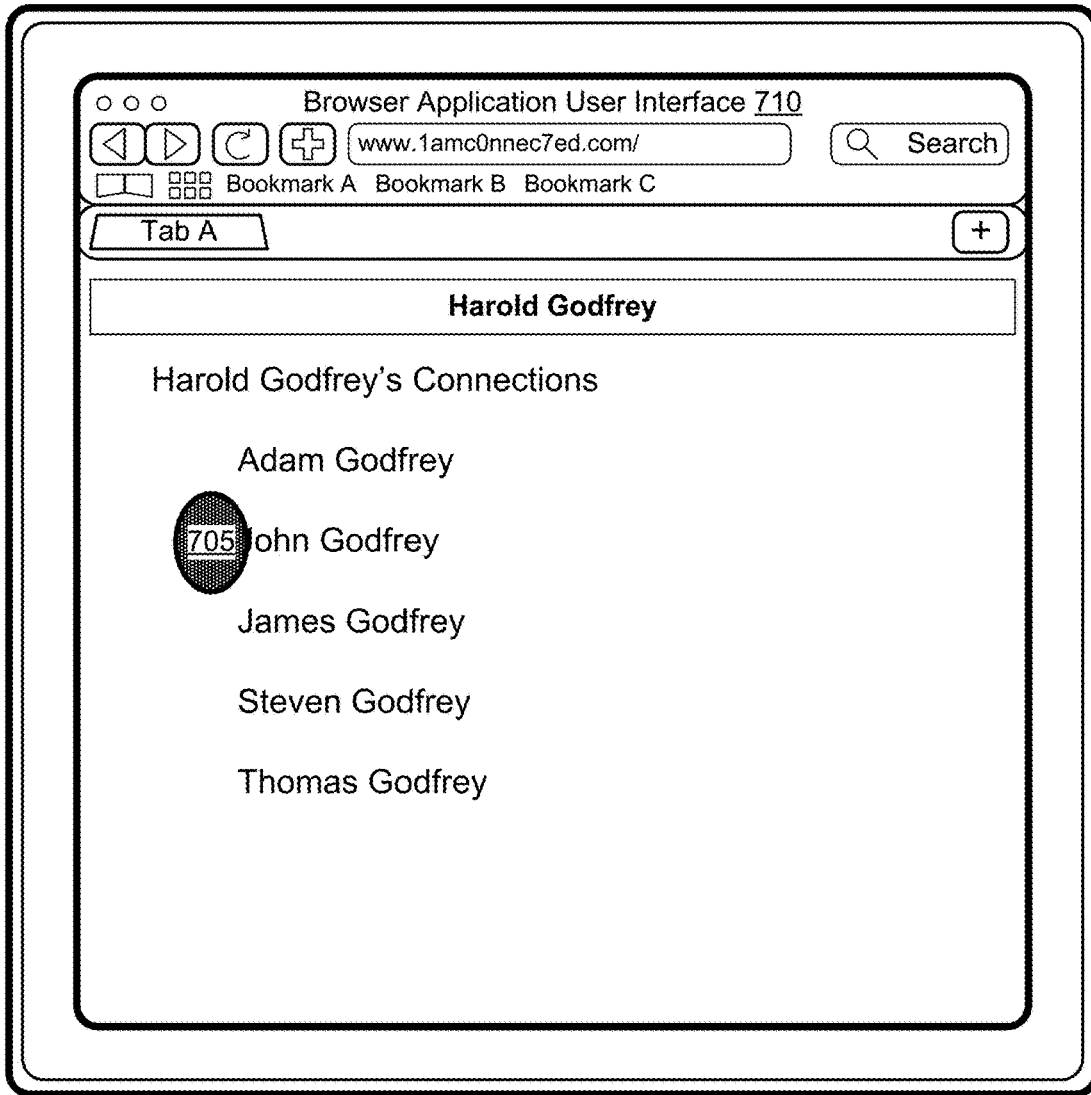 Browser Application User Interface 710
www.1amc0nnec7ed.com/
Search
Bookmark A Bookmark B Bookmark C
Tab A +
Harold Godfrey
Harold Godfrey's Connections
Adam Godfrey
705 ohn Godfrey
James Godfrey
Steven Godfrey
Thomas Godfrey